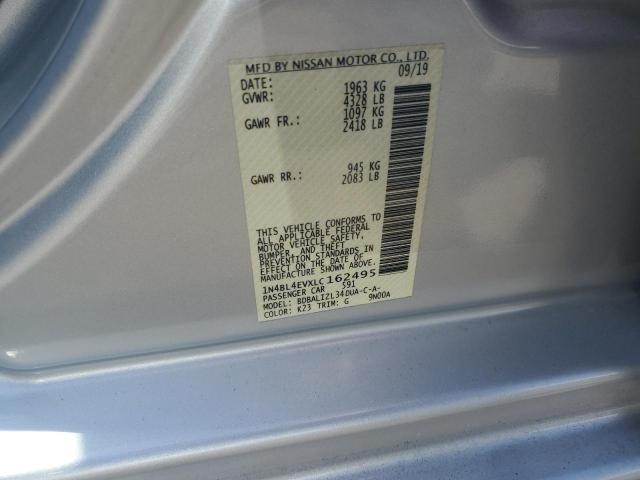 MFD BY NISSAN MOTOR CO., LTD.
DATE: 09/19
GVWR: 1963 KG
4328 LB
GAWR FR.: 1097 KG
2418 LB
GAWR RR.: 945 KG
2083 LB
THIS VEHICLE CONFORMS TO
ALL APPLICABLE FEDERAL
MOTOR VEHICLE SAFETY,
BUMPER, AND THEFT
PREVENTION STANDARDS IN
EFFECT ON THE DATE OF
MANUFACTURE SHOWN ABOVE.
1N4BL4EVXLC162495
PASSENGER CAR 591
MODEL: BDBALIZL34DUA-C-A-
COLOR: K23 TRIM: G 9N00A